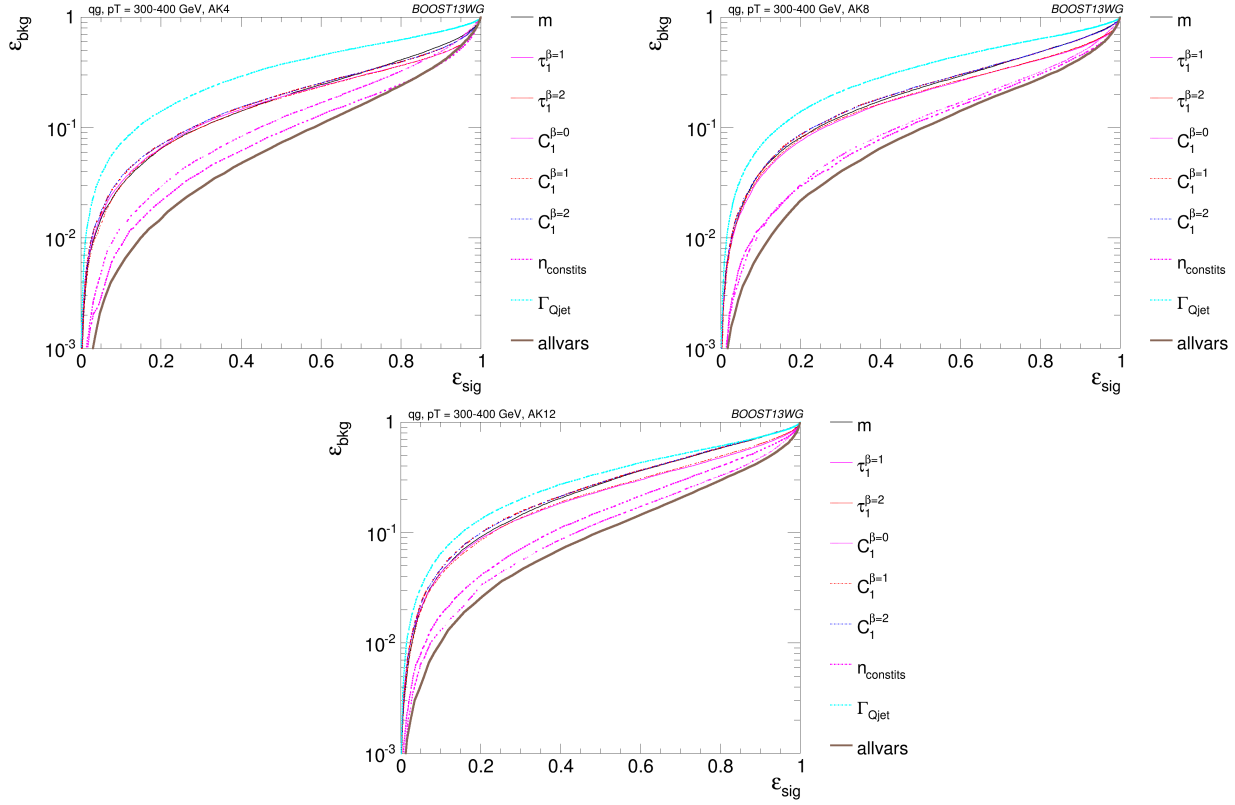 qg, pT = 300-400 GeV, AK4 BOOST13WG
ε_bkg
1
10^-1
10^-2
10^-3
0 0.2 0.4 0.6 0.8 1
ε_sig
m
τ_1^β=1
τ_1^β=2
C_1^β=0
C_1^β=1
C_1^β=2
n_constits
Γ_Qjet
allvars
qg, pT = 300-400 GeV, AK8 BOOST13WG
ε_bkg
1
10^-1
10^-2
10^-3
0 0.2 0.4 0.6 0.8 1
ε_sig
m
τ_1^β=1
τ_1^β=2
C_1^β=0
C_1^β=1
C_1^β=2
n_constits
Γ_Qjet
allvars
qg, pT = 300-400 GeV, AK12 BOOST13WG
ε_bkg
1
10^-1
10^-2
10^-3
0 0.2 0.4 0.6 0.8 1
ε_sig
m
τ_1^β=1
τ_1^β=2
C_1^β=0
C_1^β=1
C_1^β=2
n_constits
Γ_Qjet
allvars